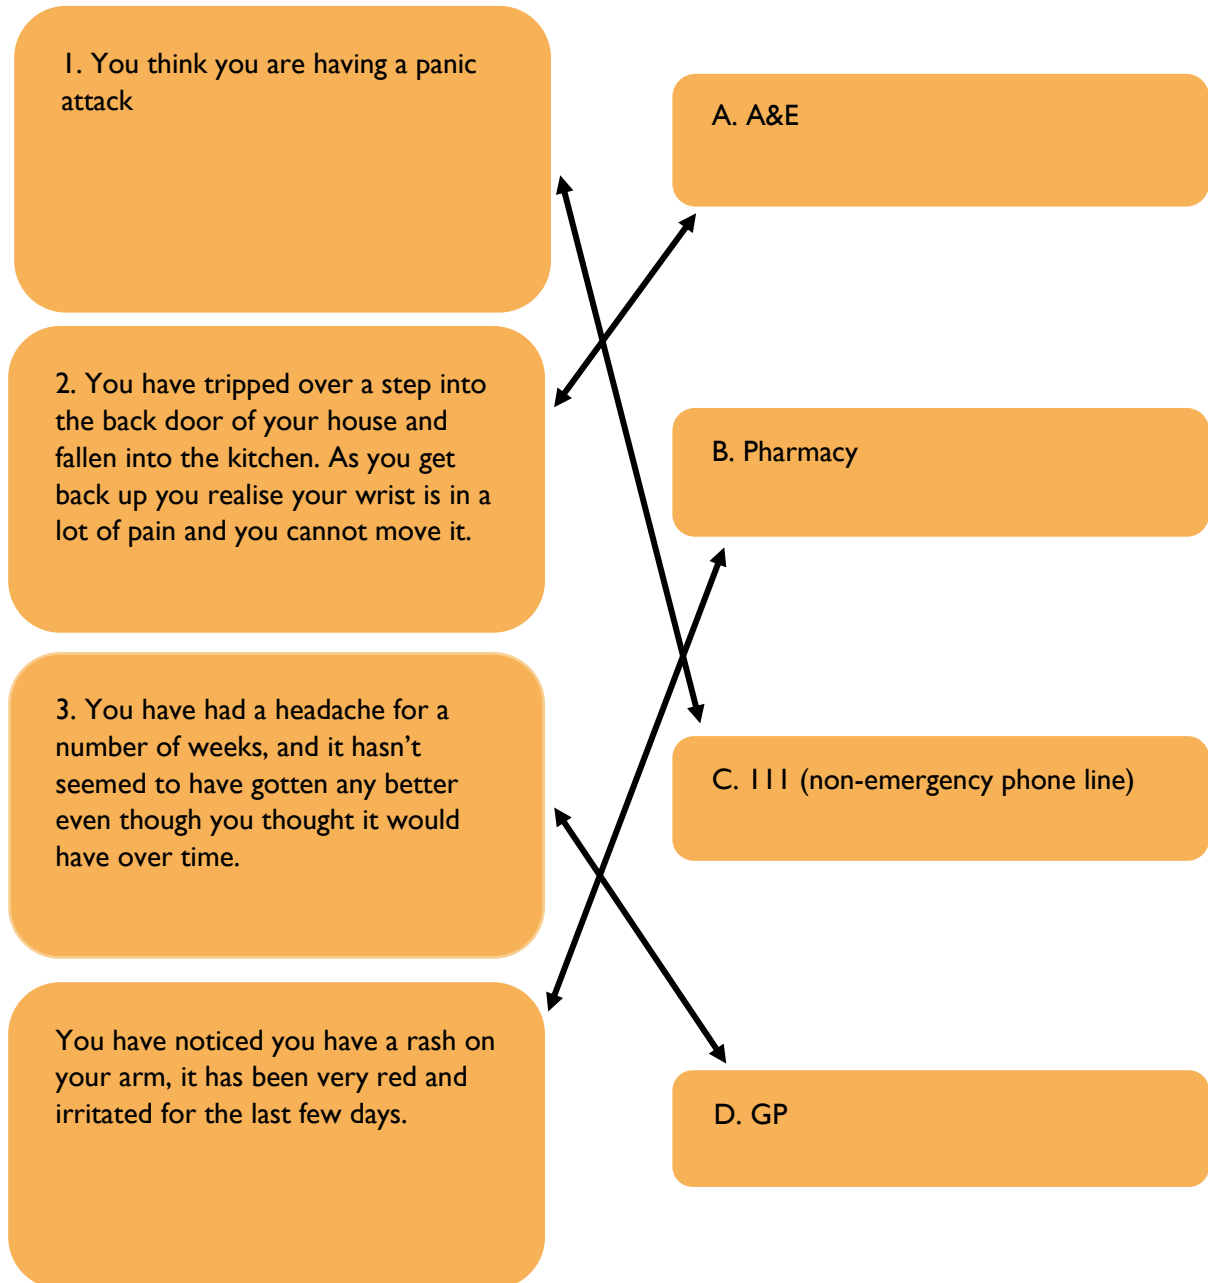 1. You think you are having a panic
attack
A. A&E
2. You have tripped over a step into
the back door of your house and
fallen into the kitchen. As you get
back up you realise your wrist is in a
lot of pain and you cannot move it.
B. Pharmacy
3. You have had a headache for a
number of weeks, and it hasn’t
seemed to have gotten any better
even though you thought it would
have over time.
C. 111 (non-emergency phone line)
You have noticed you have a rash on
your arm, it has been very red and
irritated for the last few days.
D. GP